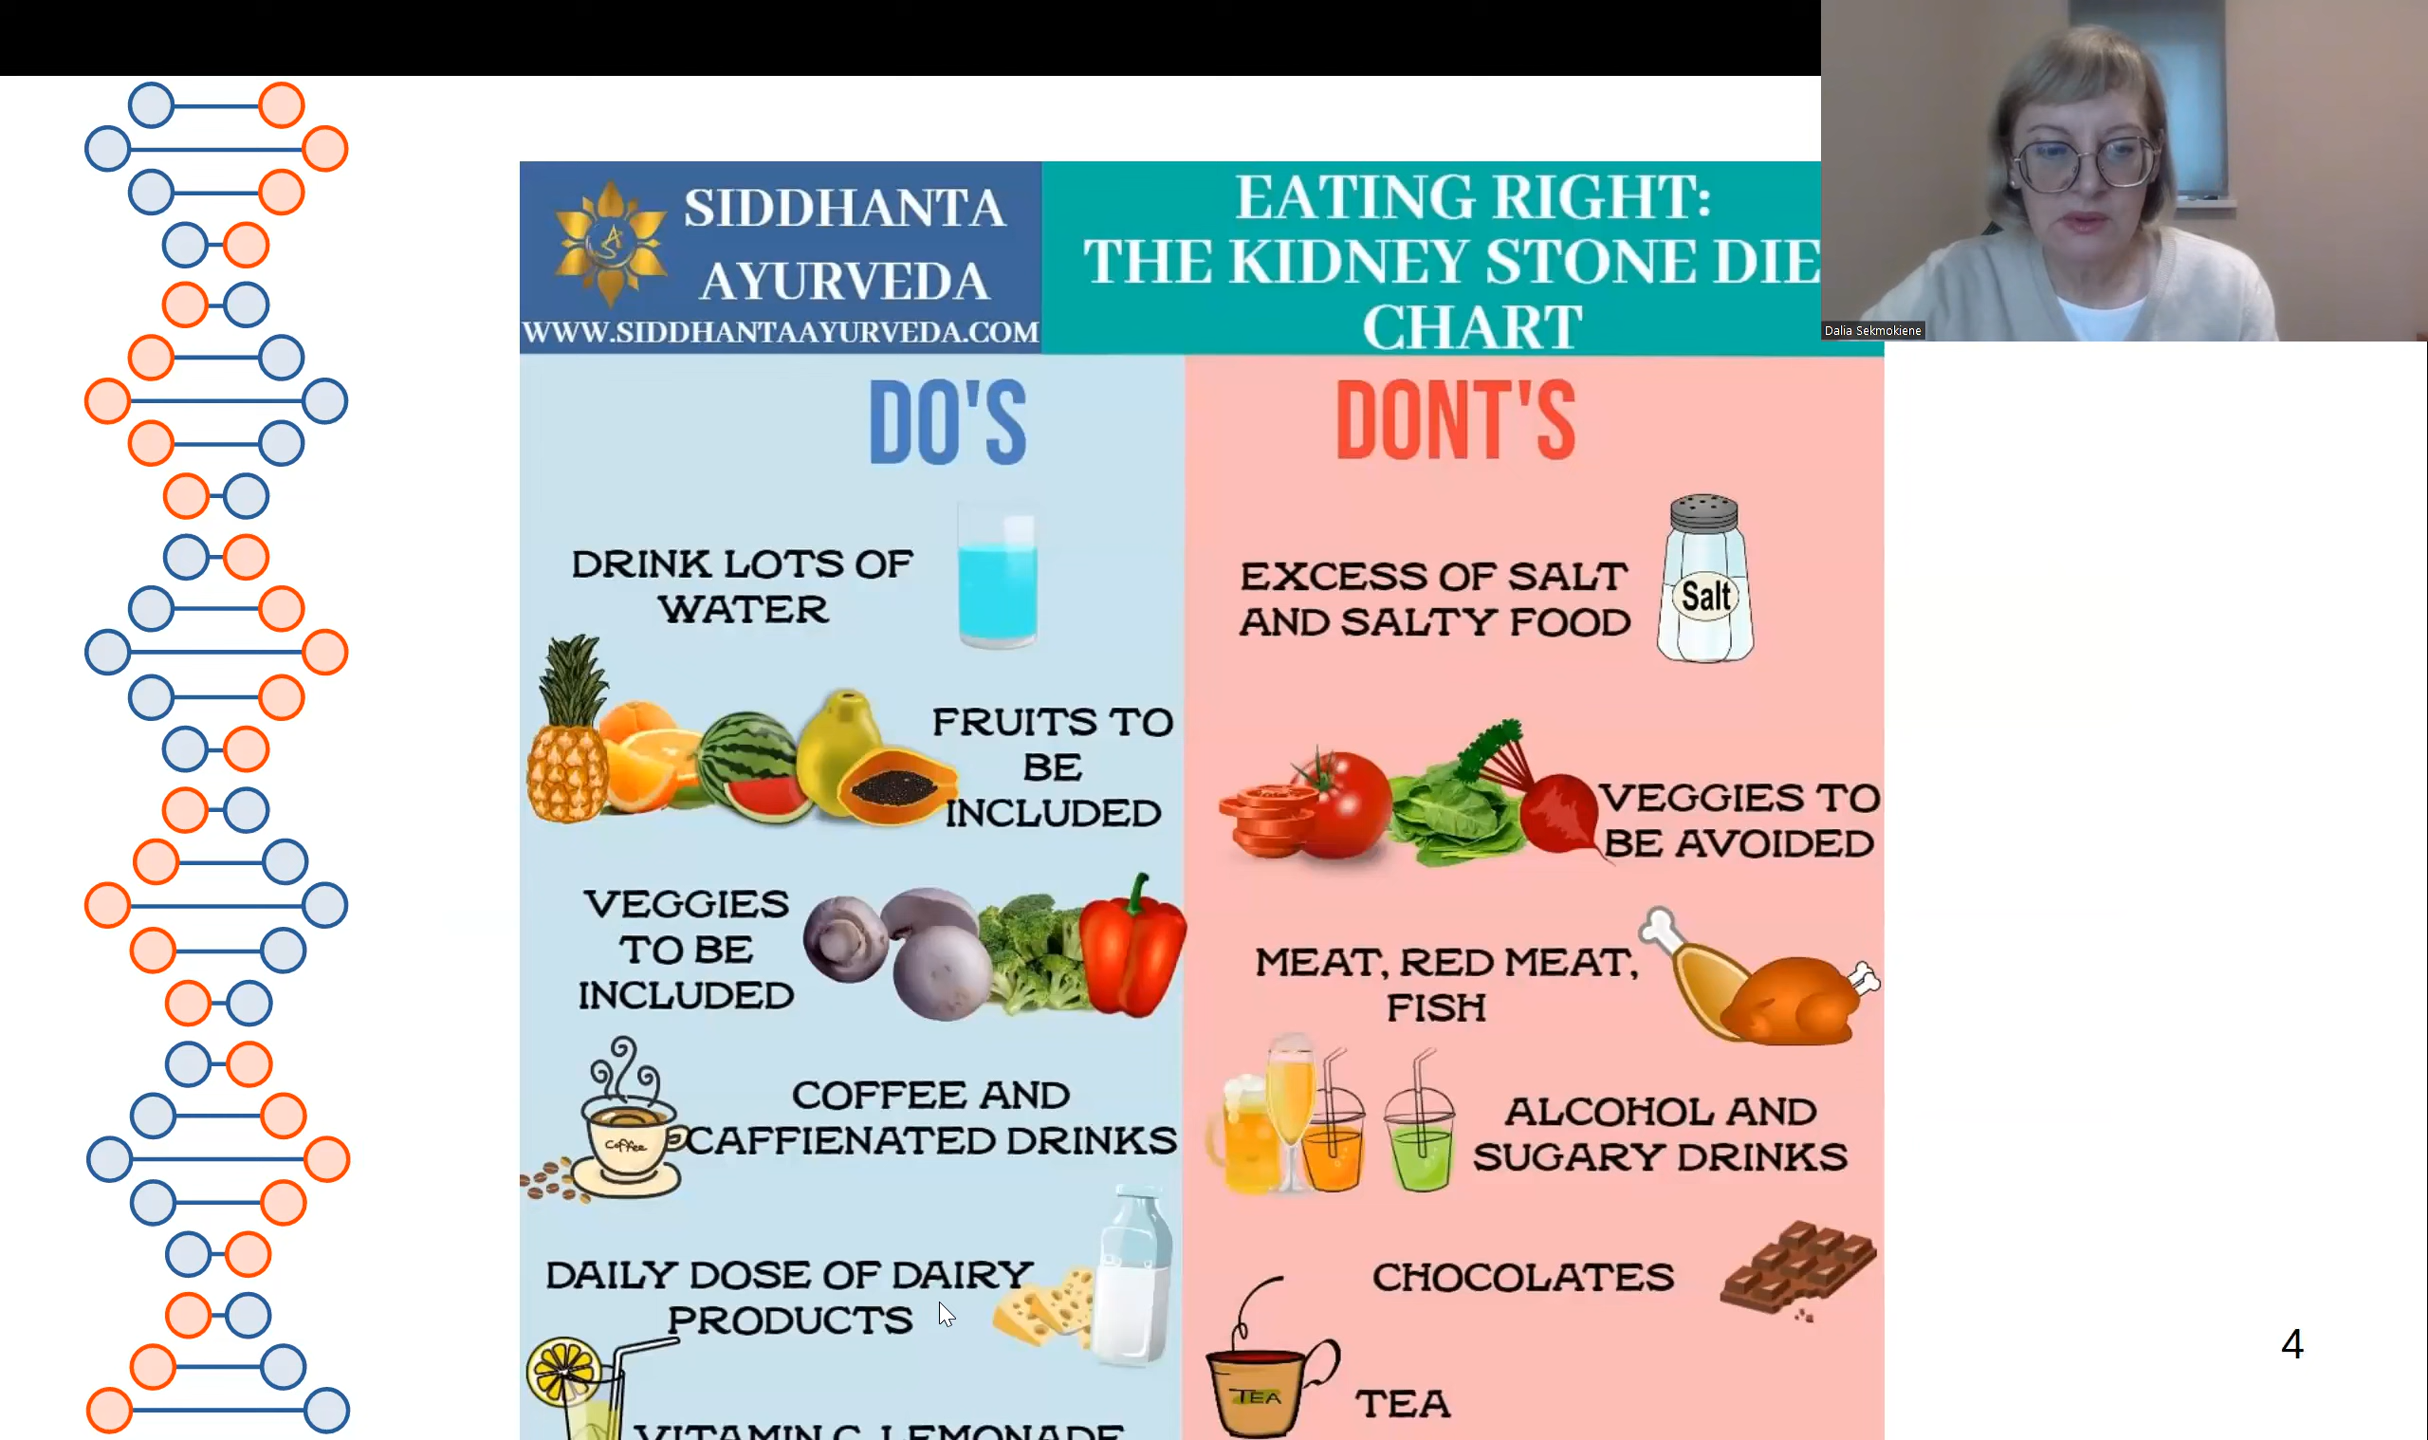 SIDDHANTA
AYURVEDA
WWW.SIDDHANTAAYURVEDA.COM
EATING RIGHT:
THE KIDNEY STONE DIE
CHART
Dalia Sekmokiene
DO'S
DONT'S
DRINK LOTS OF
WATER
EXCESS OF SALT
AND SALTY FOOD
Salt
FRUITS TO
BE
INCLUDED
VEGGIES TO
BE AVOIDED
VEGGIES
TO BE
INCLUDED
MEAT, RED MEAT,
FISH
Coffee
COFFEE AND
CAFFIENATED DRINKS
ALCOHOL AND
SUGARY DRINKS
DAILY DOSE OF DAIRY
PRODUCTS
CHOCOLATES
TEA
TEA
VITAMIN C, LEMONADE
4